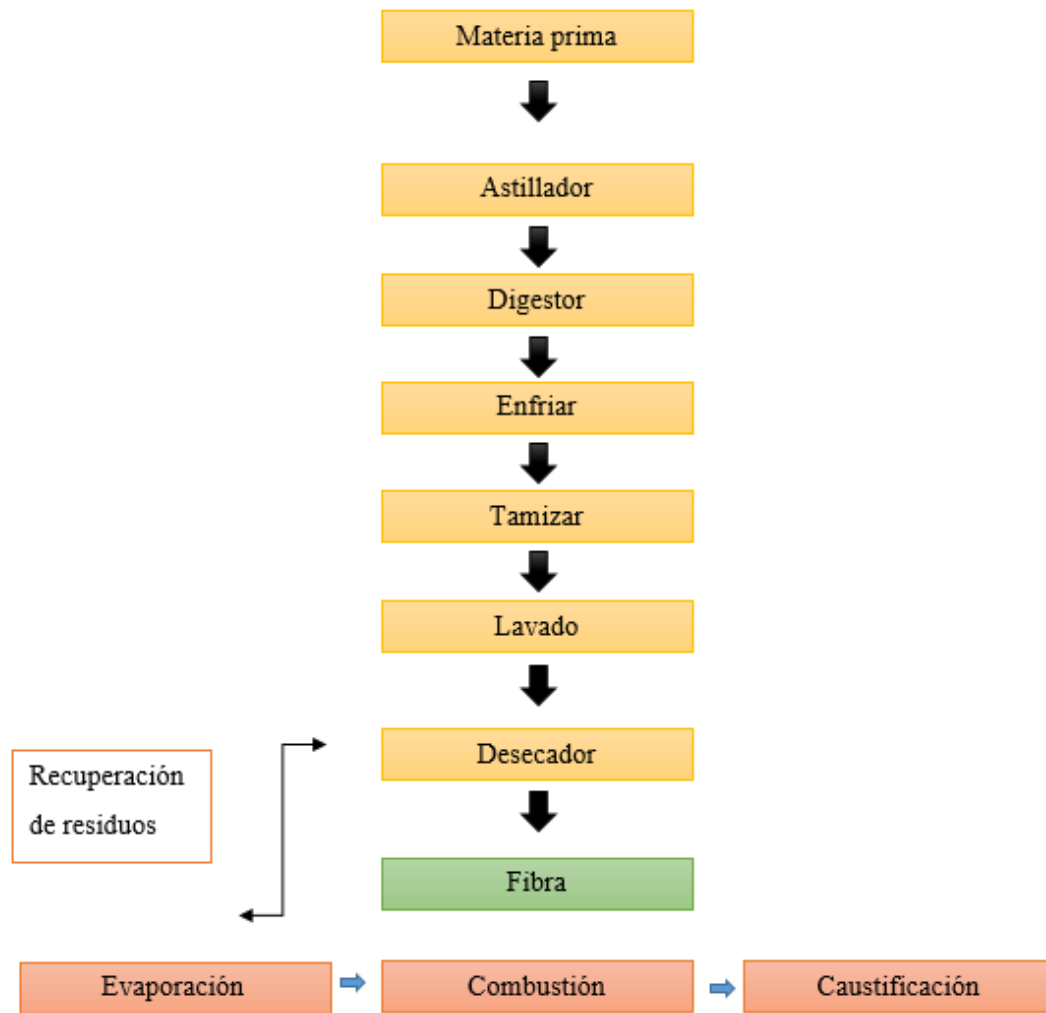 Materia prima
Astillador
Digestor
Enfriar
Tamizar
Lavado
Desecador
Recuperación
de residuos
Fibra
Evaporación
Combustión
Caustificación